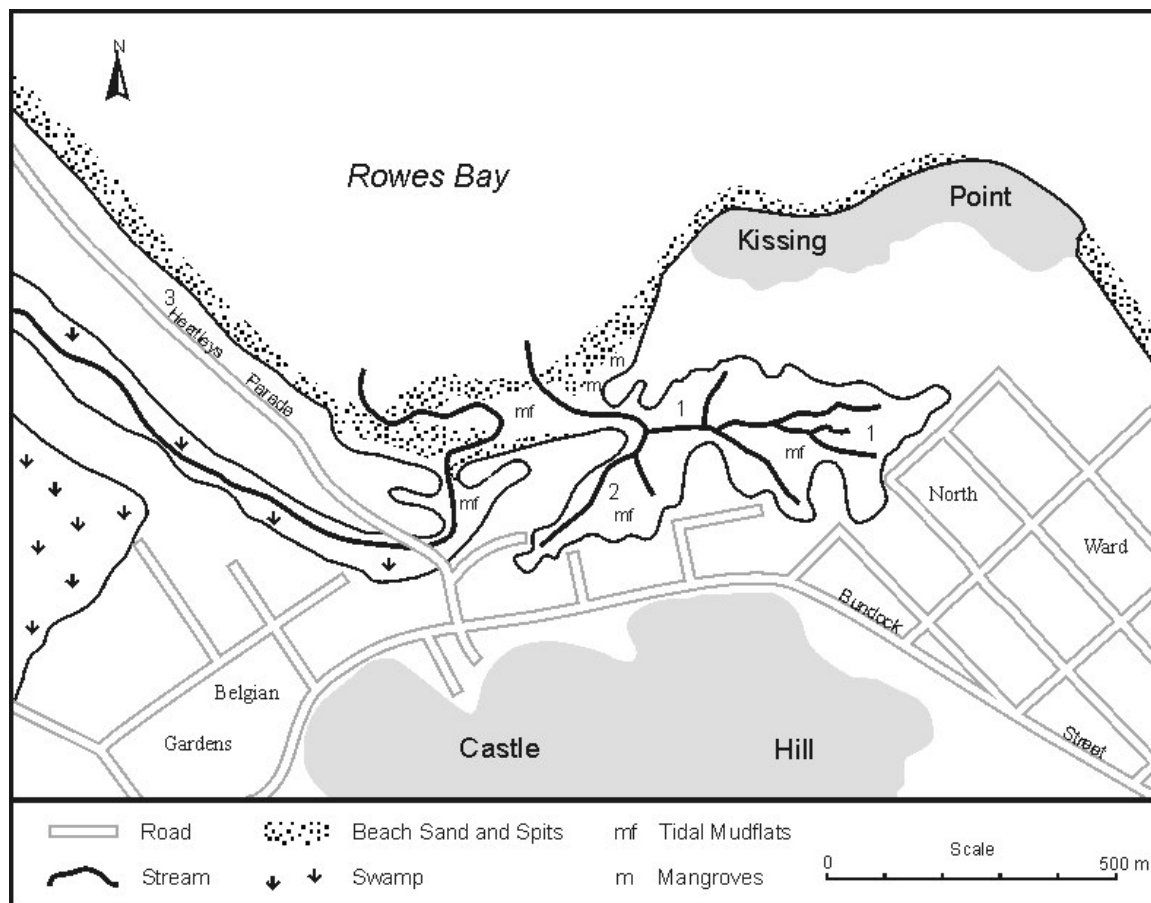 N
Rowes Bay
Point
Kissing
3
Heatleys
Parade
m
m
mf
1
1
mf
mf
2
mf
North
Ward
Bundock
Street
Belgian
Gardens
Castle Hill
Road
Beach Sand and Spits
mf Tidal Mudflats
Scale
0 500 m
Stream
Swamp
m Mangroves